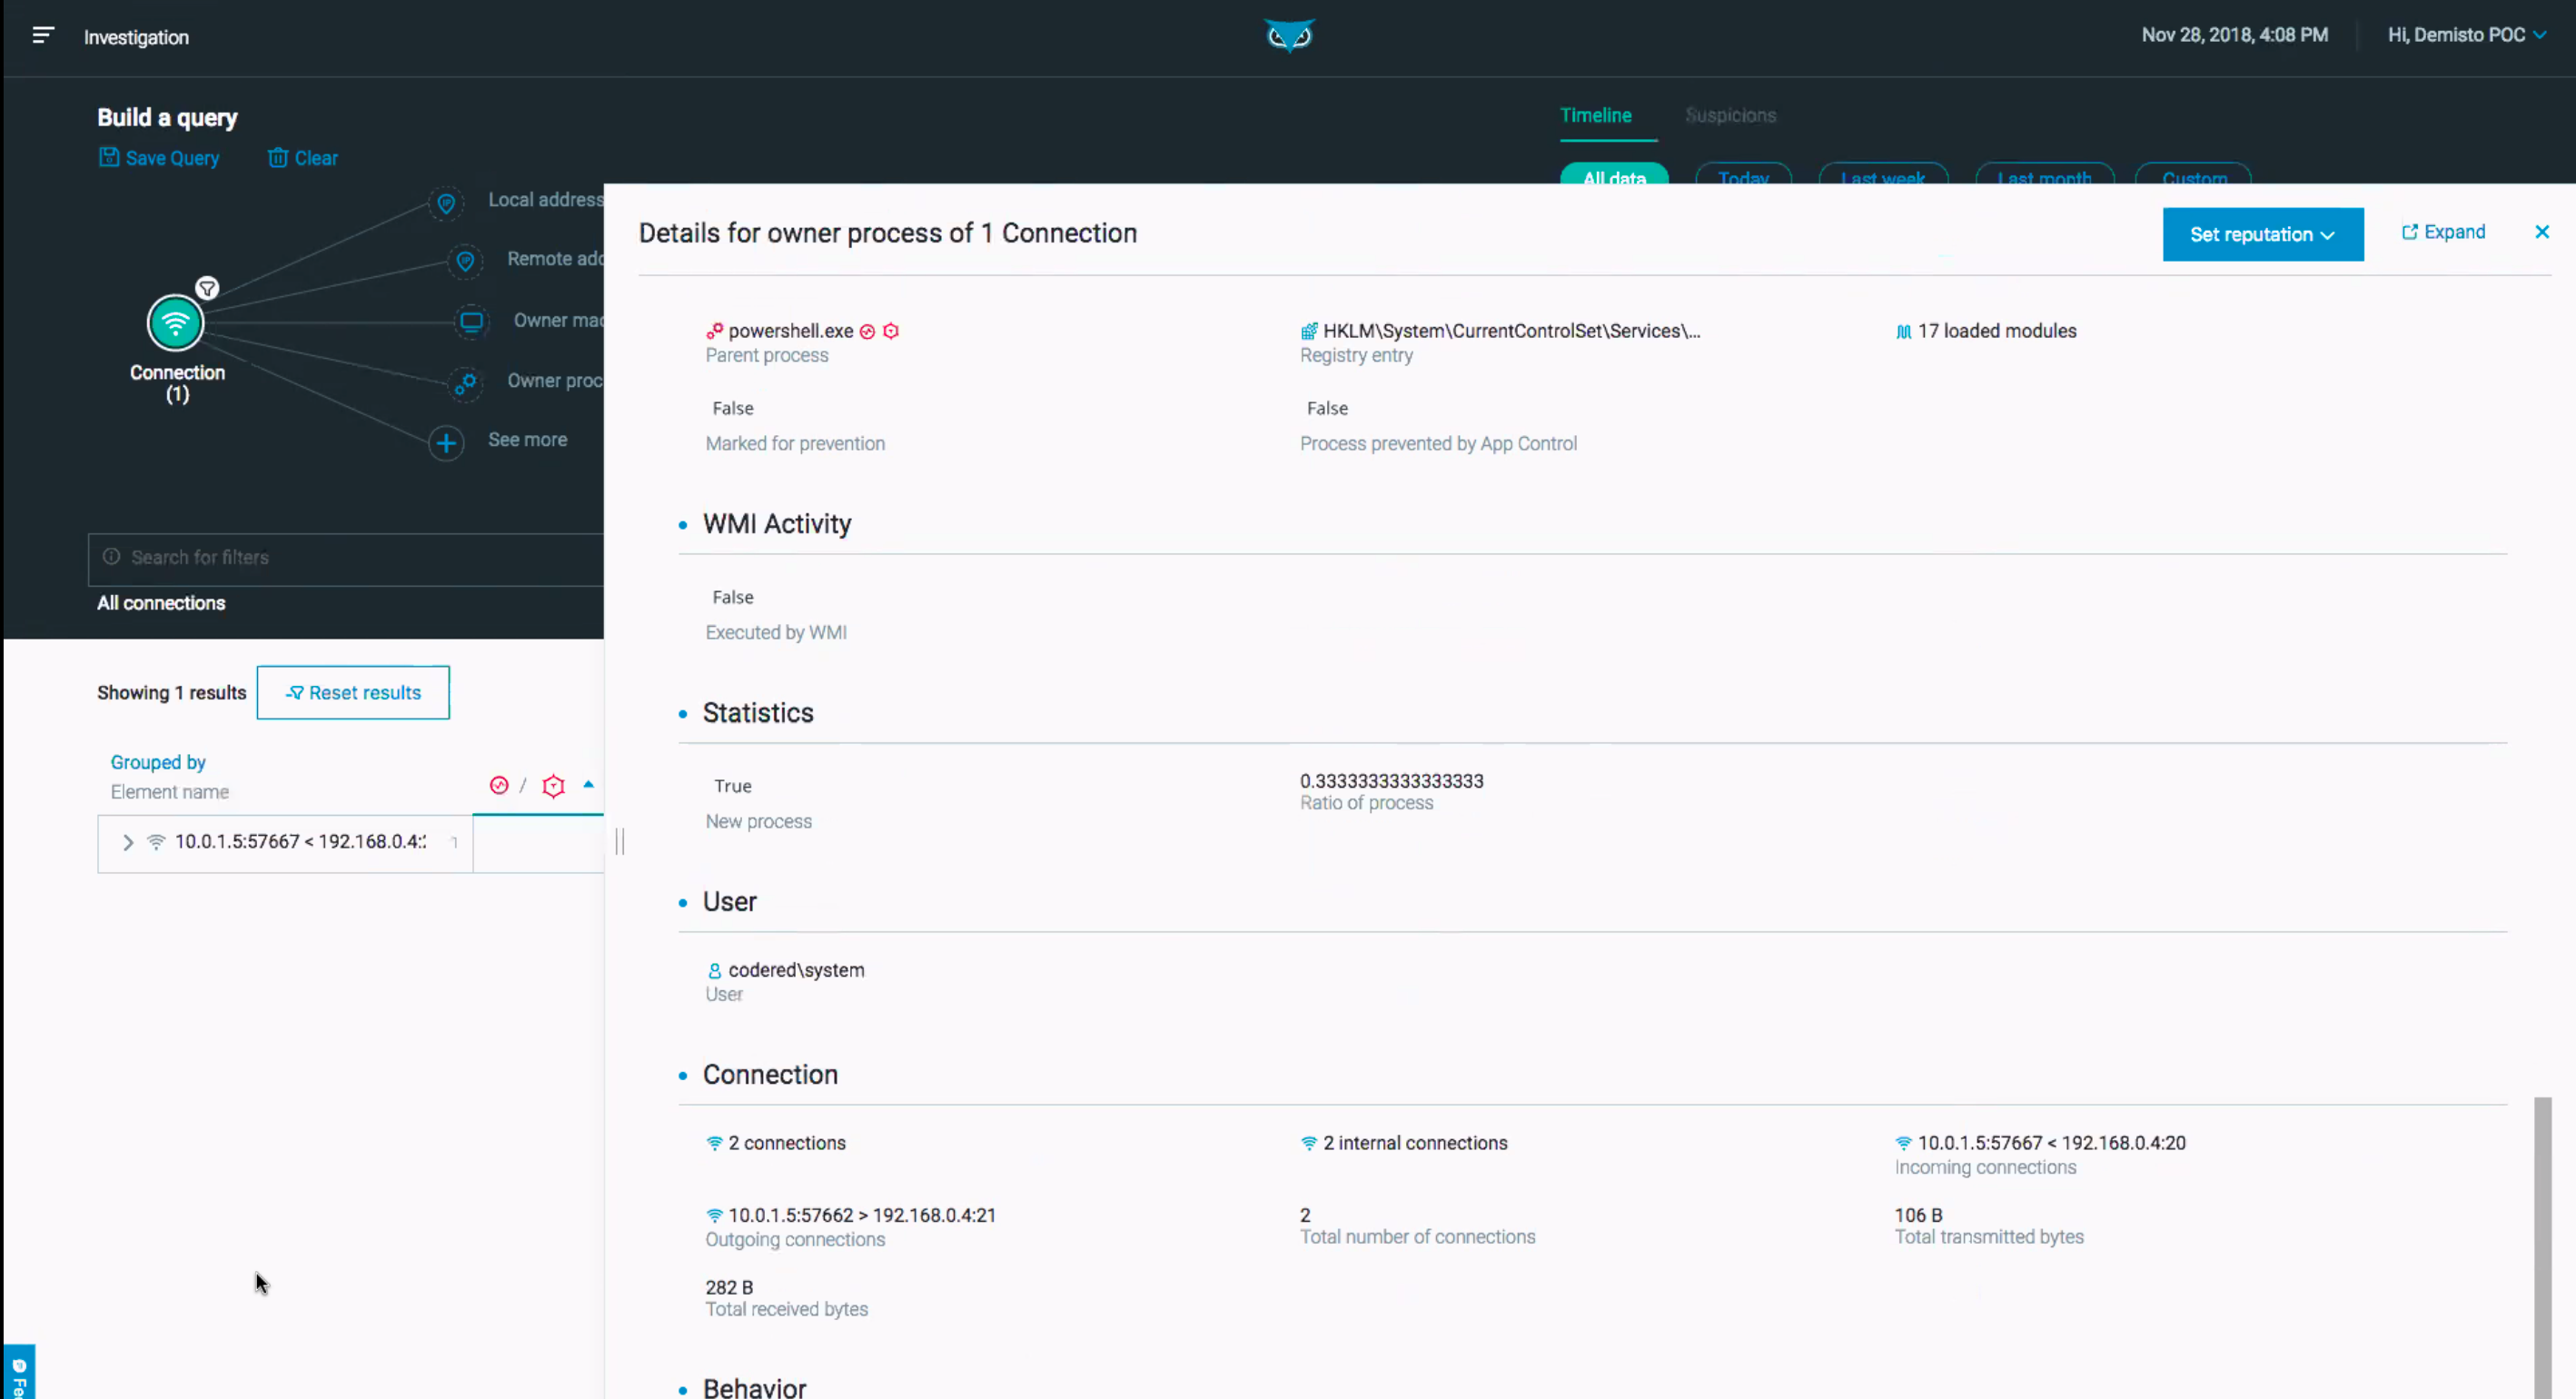 Investigation
Nov 28, 2018, 4:08 PM
Hi, Demisto POC
Build a query
Save Query
Clear
Timeline
Suspicions
All data
Today
Last week
Last month
Custom
Local address
Remote add
Owner mac
Owner proc
See more
Connection
(1)
Search for filters
All connections
Showing 1 results
Reset results
Grouped by
Element name
/
10.0.1.5:57667 < 192.168.0.4:
Details for owner process of 1 Connection
Set reputation
Expand
powershell.exe
Parent process
HKLM\System\CurrentControlSet\Services\...
Registry entry
17 loaded modules
False
Marked for prevention
False
Process prevented by App Control
WMI Activity
False
Executed by WMI
Statistics
True
New process
0.3333333333333333
Ratio of process
User
codered\system
User
Connection
2 connections
2 internal connections
10.0.1.5:57667 < 192.168.0.4:20
Incoming connections
10.0.1.5:57662 > 192.168.0.4:21
Outgoing connections
2
Total number of connections
106 B
Total transmitted bytes
282 B
Total received bytes
Behavior
Fe